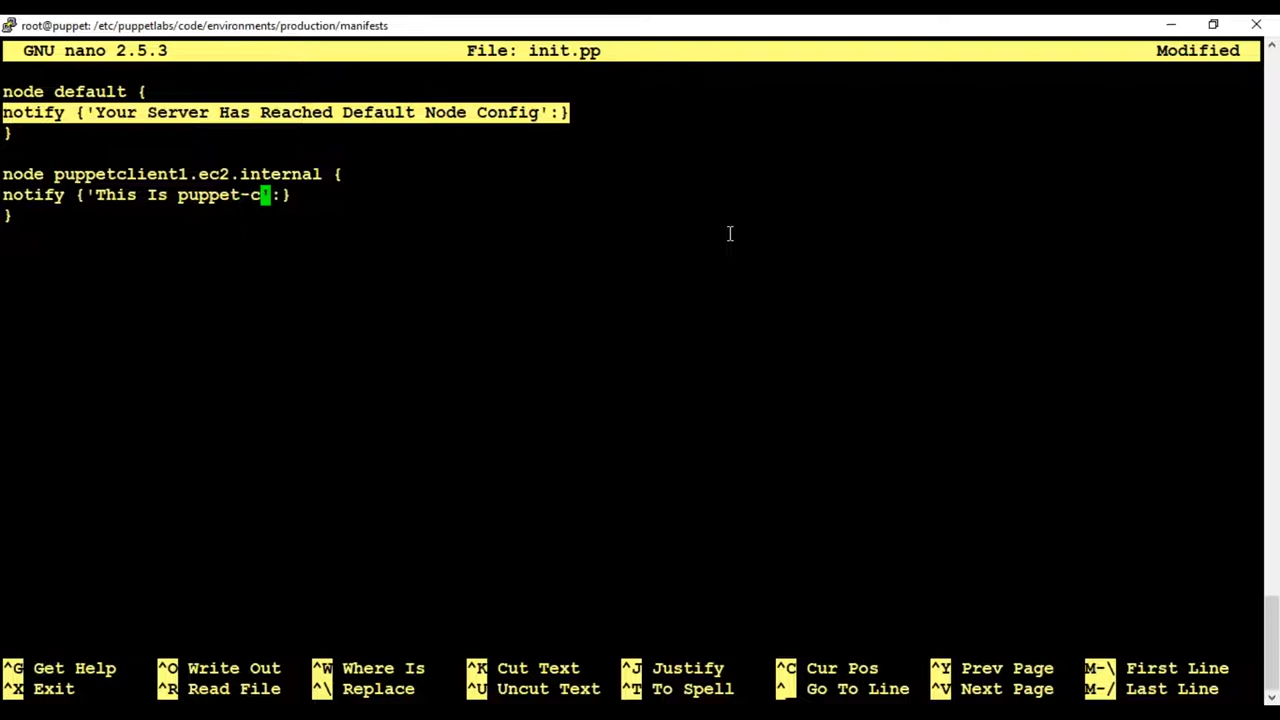 root@puppet: /etc/puppetlabs/code/environments/production/manifests
GNU nano 2.5.3 File: init.pp Modified
node default {
notify {'Your Server Has Reached Default Node Config':}
}
node puppetclient1.ec2.internal {
notify {'This Is puppet-c':}
}
^G Get Help ^O Write Out ^W Where Is ^K Cut Text ^J Justify ^C Cur Pos ^Y Prev Page M-\ First Line
^X Exit ^R Read File ^\ Replace ^U Uncut Text ^T To Spell ^_ Go To Line ^V Next Page M-/ Last Line